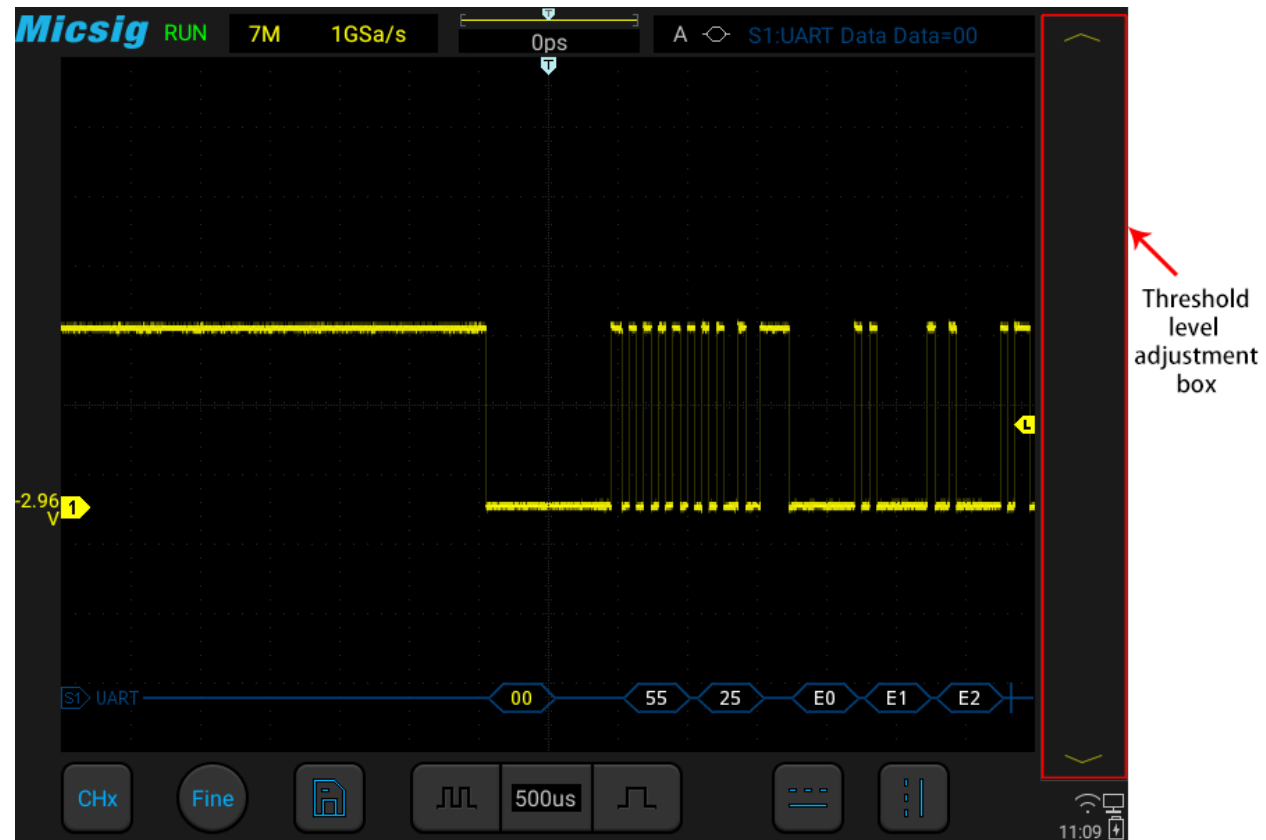 Micsig RUN 7M 1GSa/s 0ps A S1:UART Data Data=00
T
T
Threshold
level
adjustment
box
L
-2.96
V
1
S1 UART 00 55 25 E0 E1 E2
CHx Fine 500us
11:09